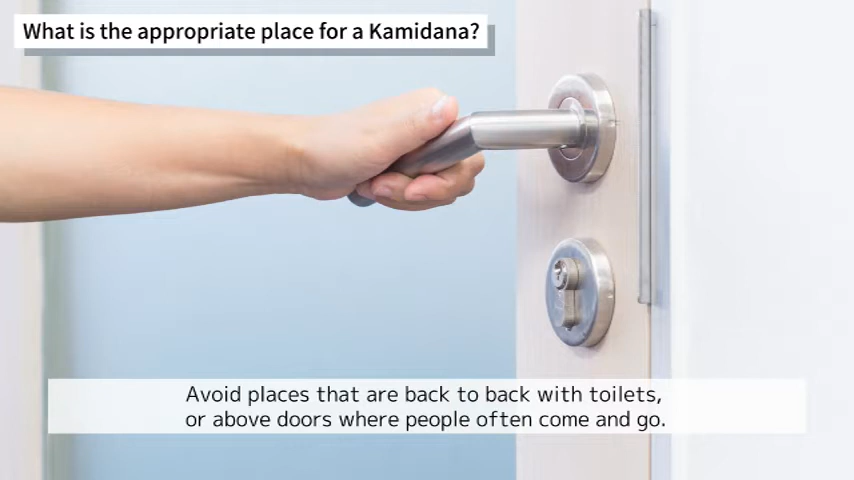 What is the appropriate place for a Kamidana?
Avoid places that are back to back with toilets,
or above doors where people often come and go.